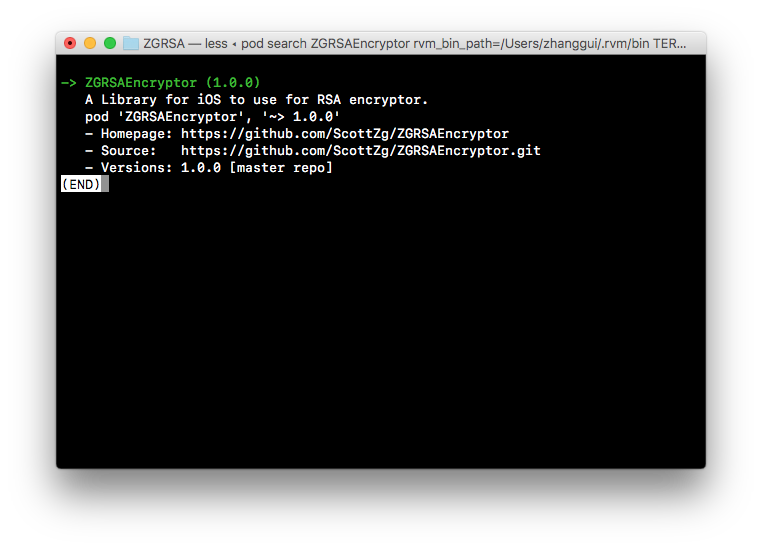 ZGRSA — less ◂ pod search ZGRSAEncryptor rvm_bin_path=/Users/zhanggui/.rvm/bin TER...
-> ZGRSAEncryptor (1.0.0)
A Library for iOS to use for RSA encryptor.
pod 'ZGRSAEncryptor', '~> 1.0.0'
- Homepage: https://github.com/ScottZg/ZGRSAEncryptor
- Source: https://github.com/ScottZg/ZGRSAEncryptor.git
- Versions: 1.0.0 [master repo]
(END)